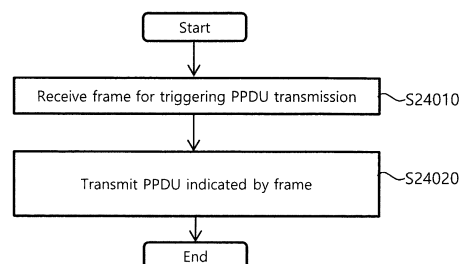 Start
Receive frame for triggering PPDU transmission
S24010
Transmit PPDU indicated by frame
S24020
End